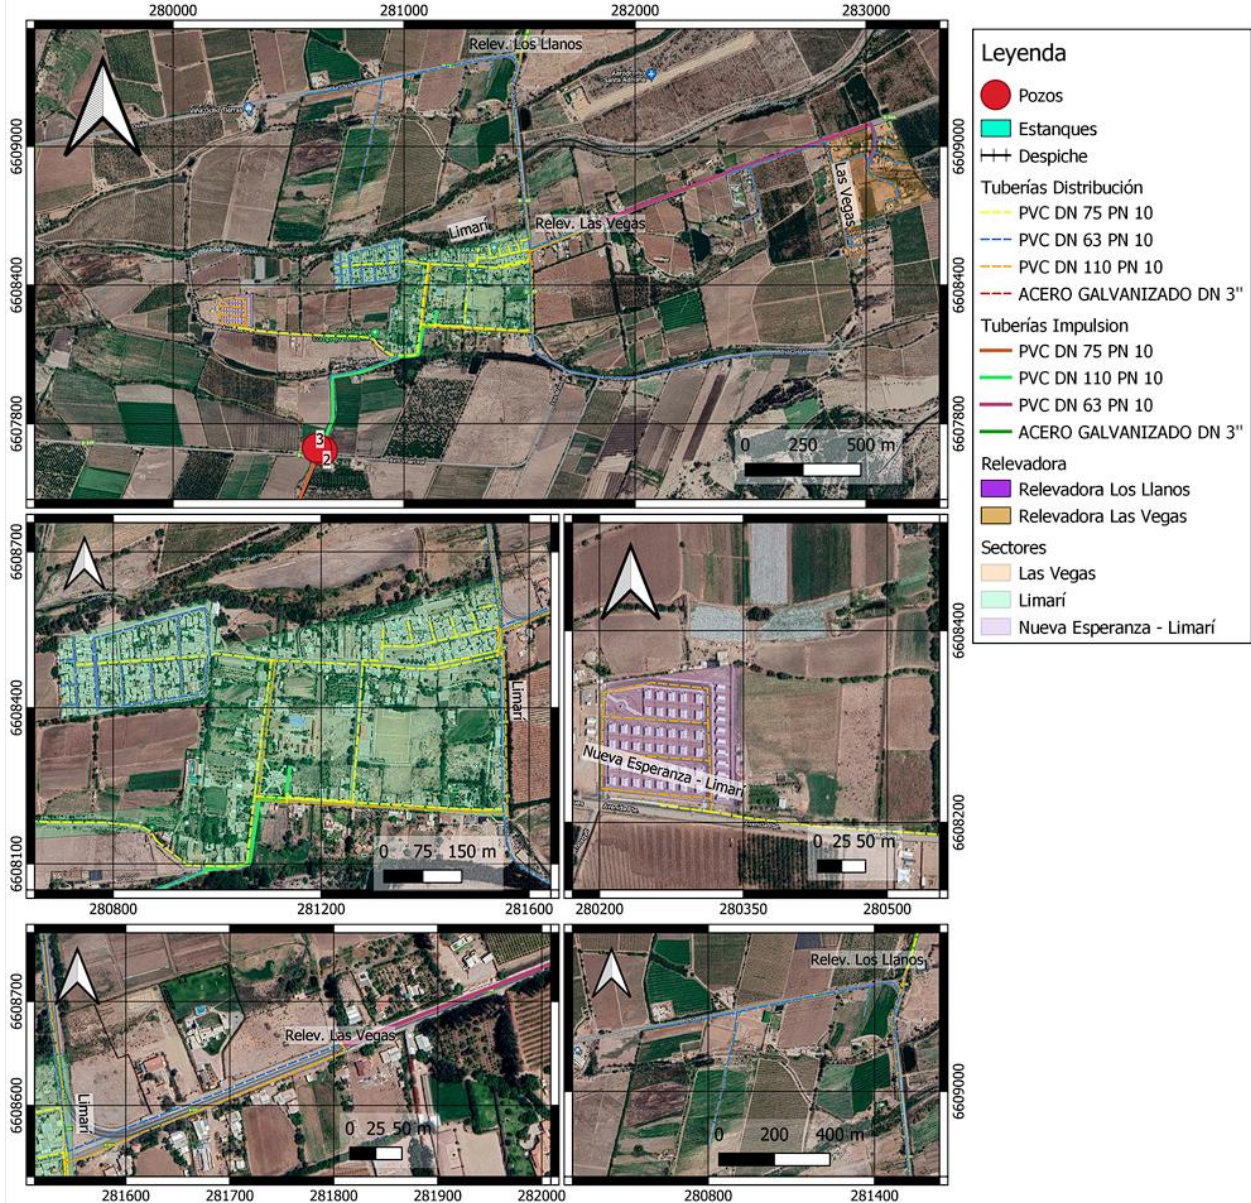 280000
281000
282000
283000
Relev. Los Llanos
Aeródromo
Santa Adriana
6609000
6609000
Las Vegas
Limarí
Relev. Las Vegas
6608400
6608400
3
2
6607800
6607800
0 250 500 m
Leyenda
Pozos
Estanques
Despiche
Tuberías Distribución
PVC DN 75 PN 10
PVC DN 63 PN 10
PVC DN 110 PN 10
ACERO GALVANIZADO DN 3"
Tuberías Impulsion
PVC DN 75 PN 10
PVC DN 110 PN 10
PVC DN 63 PN 10
ACERO GALVANIZADO DN 3"
Relevadora
Relevadora Los Llanos
Relevadora Las Vegas
Sectores
Las Vegas
Limarí
Nueva Esperanza - Limarí
6608700
6608400
6608100
Limarí
0 75 150 m
280800
281200
281600
6608400
6608200
Nueva Esperanza - Limarí
0 25 50 m
280200
280350
280500
6608700
6608600
Relev. Las Vegas
Limarí
0 25 50 m
281600
281700
281800
281900
282000
Relev. Los Llanos
6609000
0 200 400 m
280800
281400